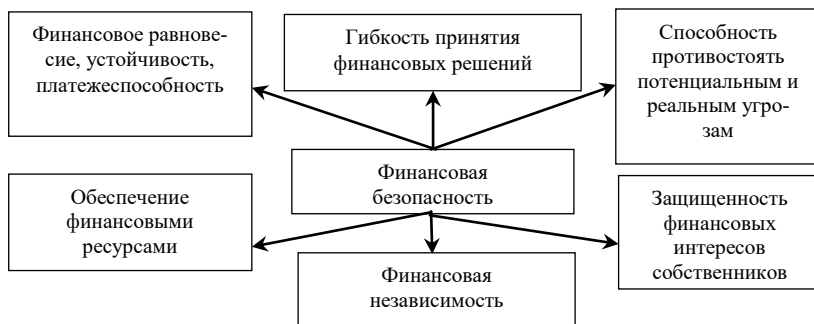 Финансовое равнове-
сие, устойчивость,
платежеспособность
Гибкость принятия
финансовых решений
Способность
противостоять
потенциальным и
реальным угро-
зам
Финансовая
безопасность
Обеспечение
финансовыми
ресурсами
Защищенность
финансовых
интересов
собственников
Финансовая
независимость